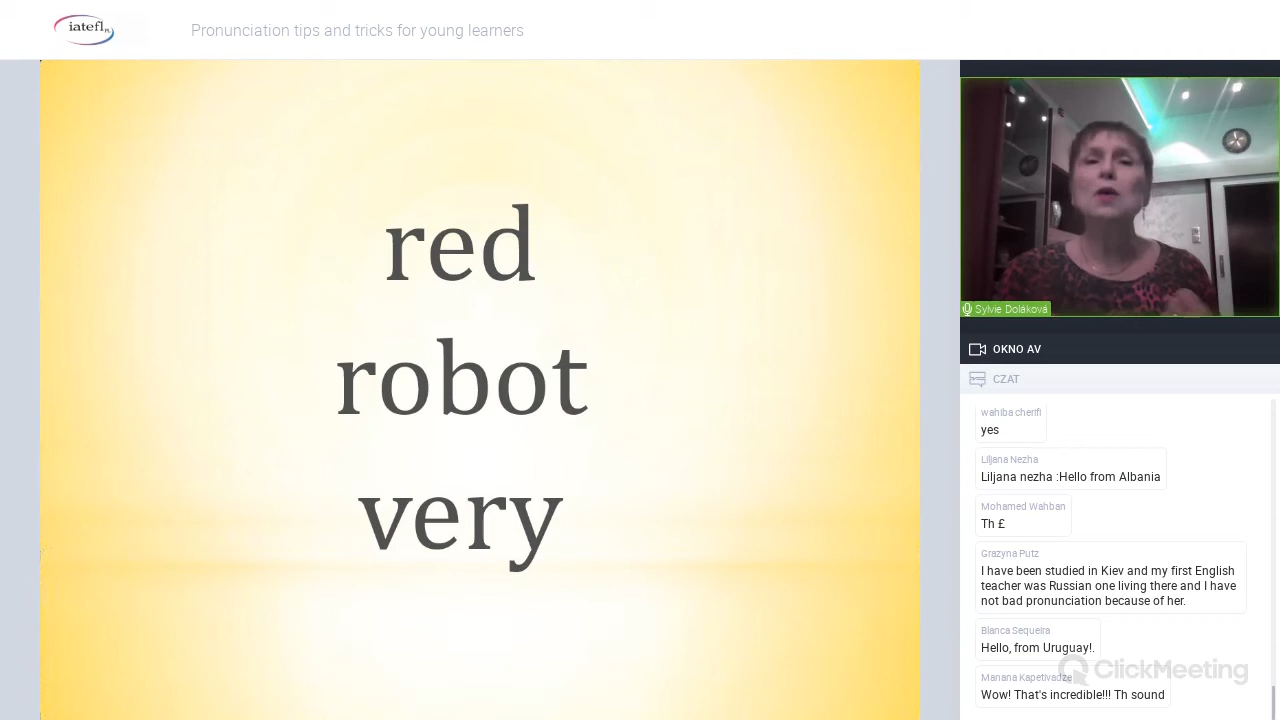 iatefl PL
Pronunciation tips and tricks for young learners
red
robot
very
Sylvie Doláková
OKNO AV
CZAT
wahiba cherifi
yes
Liljana Nezha
Liljana nezha :Hello from Albania
Mohamed Wahban
Th £
Grazyna Putz
I have been studied in Kiev and my first English
teacher was Russian one living there and I have
not bad pronunciation because of her.
Blanca Sequeira
Hello, from Uruguay!.
Manana Kapetivadze
Wow! That's incredible!!! Th sound
ClickMeeting